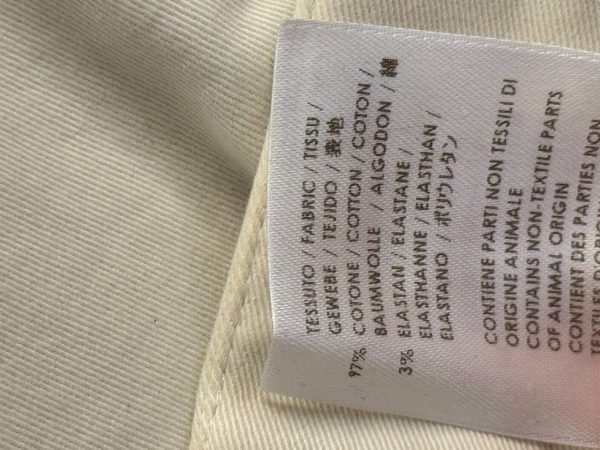 TESSUTO / FABRIC / TISSU /
GEWEBE / TEJIDO / 表地
97% COTONE / COTTON / COTON /
BAUMWOLLE / ALGODON / 綿
3% ELASTAN / ELASTANE /
ELASTHANNE / ELASTHAN /
ELASTANO / ポリウレタン
CONTIENE PARTI NON TESSILI DI
ORIGINE ANIMALE
CONTAINS NON-TEXTILE PARTS
OF ANIMAL ORIGIN
CONTIENT DES PARTIES NON
TEXTILES